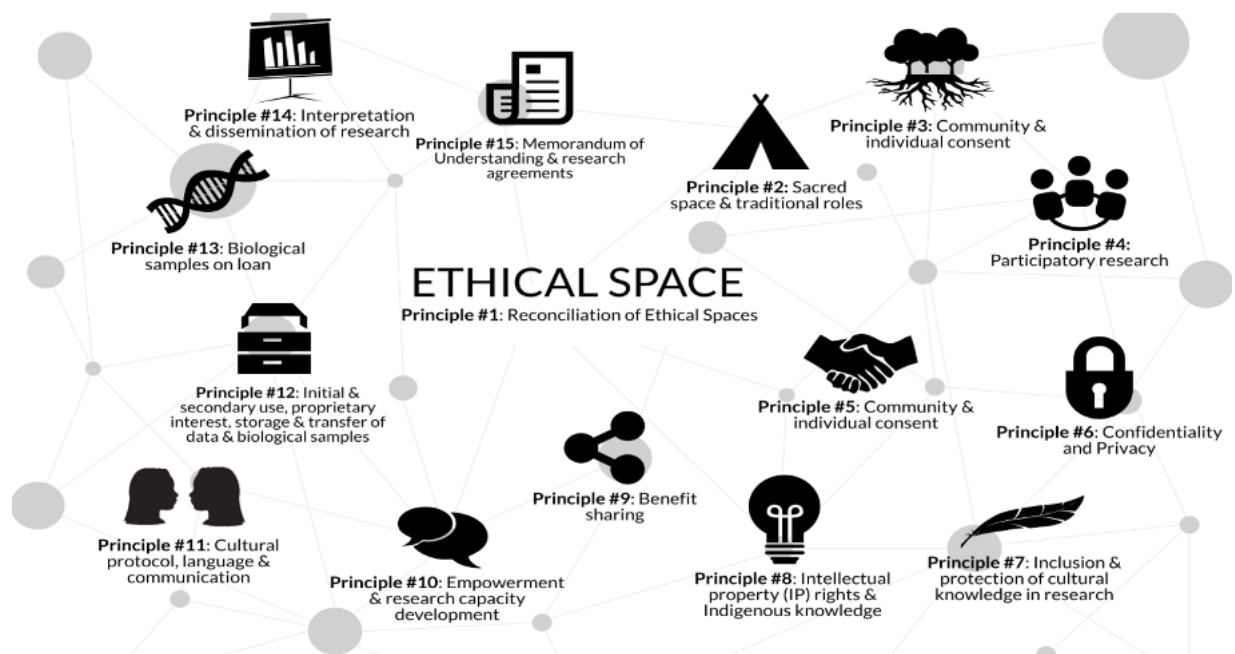 ETHICAL SPACE
Principle #1: Reconciliation of Ethical Spaces
Principle #2: Sacred
space & traditional roles
Principle #3: Community &
individual consent
Principle #4:
Participatory research
Principle #5: Community &
individual consent
Principle #6: Confidentiality
and Privacy
Principle #7: Inclusion &
protection of cultural
knowledge in research
Principle #8: Intellectual
property (IP) rights &
Indigenous knowledge
Principle #9: Benefit
sharing
Principle #10: Empowerment
& research capacity
development
Principle #11: Cultural
protocol, language &
communication
Principle #12: Initial &
secondary use, proprietary
interest, storage & transfer of
data & biological samples
Principle #13: Biological
samples on loan
Principle #14: Interpretation
& dissemination of research
Principle #15: Memorandum of
Understanding & research
agreements